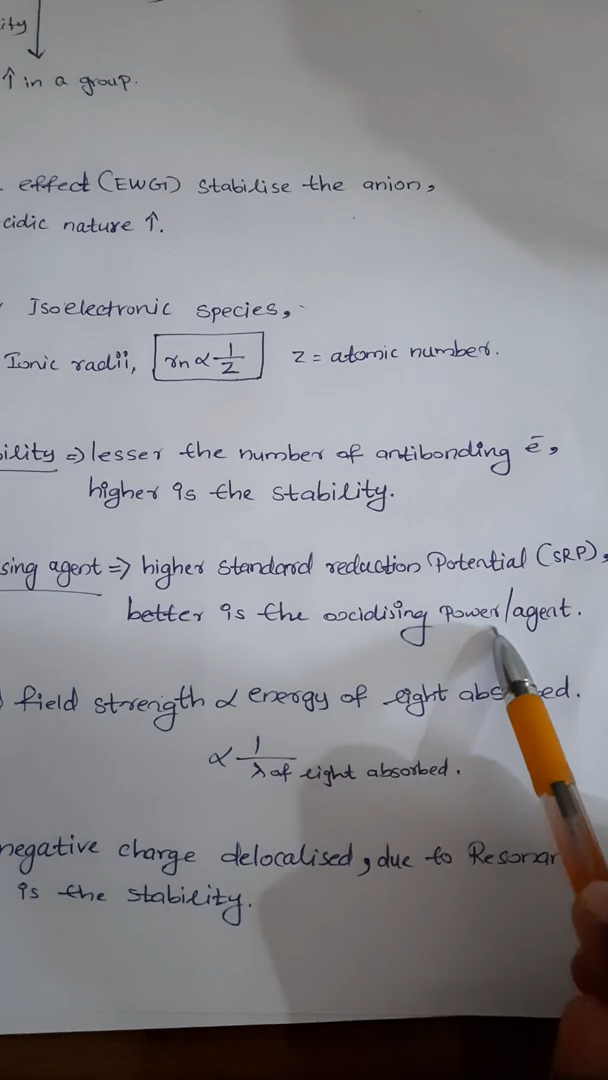 ity
↑ in a group.
effect (EWG) stabilise the anion,
cidic nature ↑.
Isoelectronic species,
Ionic radii, rn ∝ 1/Z Z = atomic number.
ility ⇒ lesser the number of antibonding ē,
higher is the stability.
sing agent ⇒ higher standard reduction Potential (SRP),
better is the oxidising power/agent.
field strength ∝ energy of light abs ed.
∝ 1/λ of light absorbed.
negative charge delocalised, due to Resonan
is the stability.